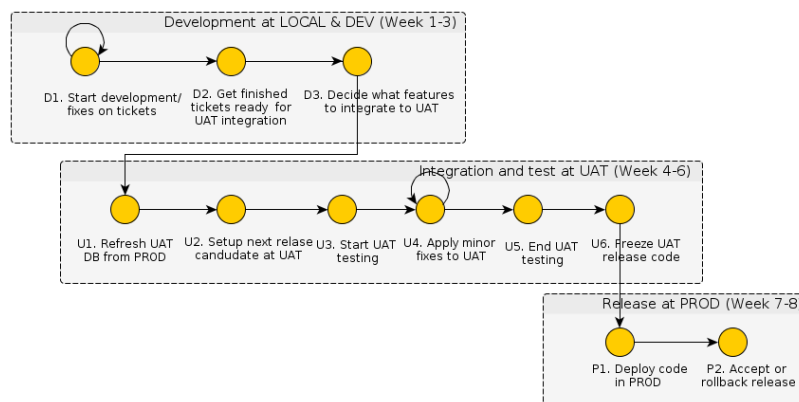 Development at LOCAL & DEV (Week 1-3)
D1. Start development/
fixes on tickets
D2. Get finished
tickets ready for
UAT integration
D3. Decide what features
to integrate to UAT
Integration and test at UAT (Week 4-6)
U1. Refresh UAT
DB from PROD
U2. Setup next relase
candudate at UAT
U3. Start UAT
testing
U4. Apply minor
fixes to UAT
U5. End UAT
testing
U6. Freeze UAT
release code
Release at PROD (Week 7-8
P1. Deploy code
in PROD
P2. Accept or
rollback release